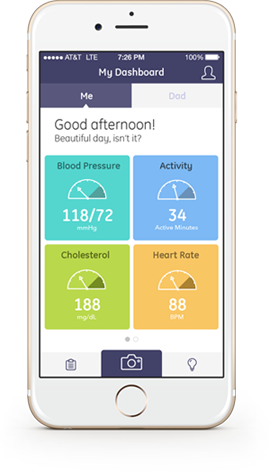 AT&T LTE 7:26 PM 100%
My Dashboard
Me Dad
Good afternoon!
Beautiful day, isn't it?
Blood Pressure
118/72
mmHg
Activity
34
Active Minutes
Cholesterol
188
mg/dL
Heart Rate
88
BPM